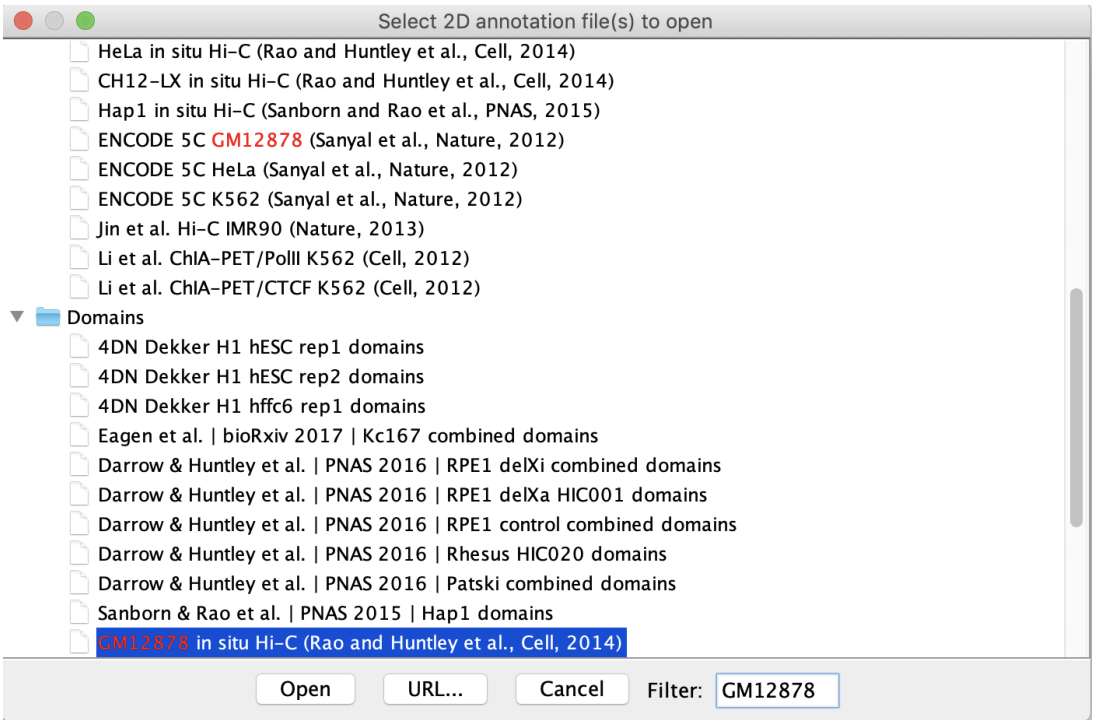 Select 2D annotation file(s) to open
HeLa in situ Hi-C (Rao and Huntley et al., Cell, 2014)
CH12-LX in situ Hi-C (Rao and Huntley et al., Cell, 2014)
Hap1 in situ Hi-C (Sanborn and Rao et al., PNAS, 2015)
ENCODE 5C GM12878 (Sanyal et al., Nature, 2012)
ENCODE 5C HeLa (Sanyal et al., Nature, 2012)
ENCODE 5C K562 (Sanyal et al., Nature, 2012)
Jin et al. Hi-C IMR90 (Nature, 2013)
Li et al. ChIA-PET/PolII K562 (Cell, 2012)
Li et al. ChIA-PET/CTCF K562 (Cell, 2012)
Domains
4DN Dekker H1 hESC rep1 domains
4DN Dekker H1 hESC rep2 domains
4DN Dekker H1 hffc6 rep1 domains
Eagen et al. | bioRxiv 2017 | Kc167 combined domains
Darrow & Huntley et al. | PNAS 2016 | RPE1 delXi combined domains
Darrow & Huntley et al. | PNAS 2016 | RPE1 delXa HIC001 domains
Darrow & Huntley et al. | PNAS 2016 | RPE1 control combined domains
Darrow & Huntley et al. | PNAS 2016 | Rhesus HIC020 domains
Darrow & Huntley et al. | PNAS 2016 | Patski combined domains
Sanborn & Rao et al. | PNAS 2015 | Hap1 domains
GM12878 in situ Hi-C (Rao and Huntley et al., Cell, 2014)
Open URL... Cancel Filter: GM12878